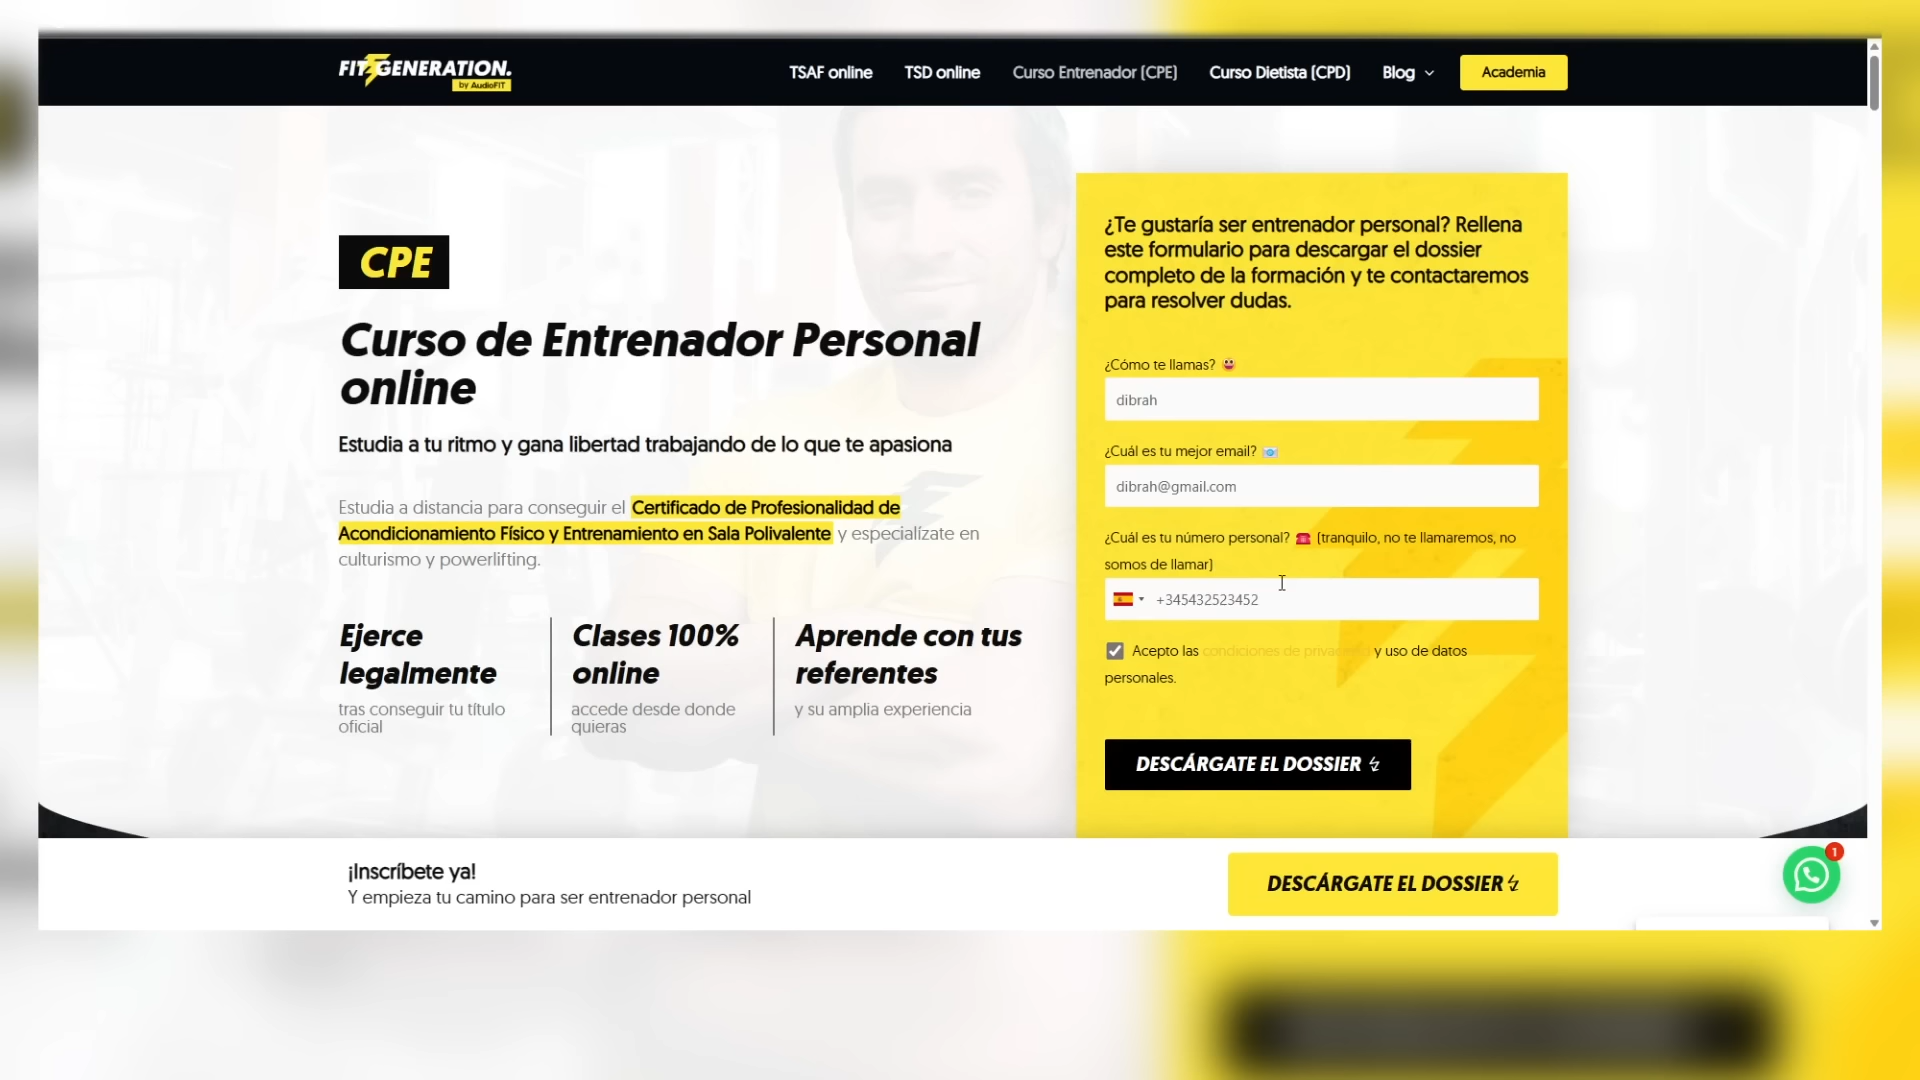 FIT GENERATION.
by AudioFIT
TSAF online
TSD online
Curso Entrenador (CPE)
Curso Dietista (CPD)
Blog
Academia
CPE
Curso de Entrenador Personal
online
Estudia a tu ritmo y gana libertad trabajando de lo que te apasiona
Estudia a distancia para conseguir el Certificado de Profesionalidad de
Acondicionamiento Físico y Entrenamiento en Sala Polivalente y especialízate en
culturismo y powerlifting.
Ejerce
legalmente
tras conseguir tu título
oficial
Clases 100%
online
accede desde donde
quieras
Aprende con tus
referentes
y su amplia experiencia
¿Te gustaría ser entrenador personal? Rellena
este formulario para descargar el dossier
completo de la formación y te contactaremos
para resolver dudas.
¿Cómo te llamas?
dibrah
¿Cuál es tu mejor email?
dibrah@gmail.com
¿Cuál es tu número personal? (tranquilo, no te llamaremos, no
somos de llamar)
+345432523452
Acepto las condiciones de privacidad y uso de datos
personales.
DESCÁRGATE EL DOSSIER
¡Inscríbete ya!
Y empieza tu camino para ser entrenador personal
DESCÁRGATE EL DOSSIER
1